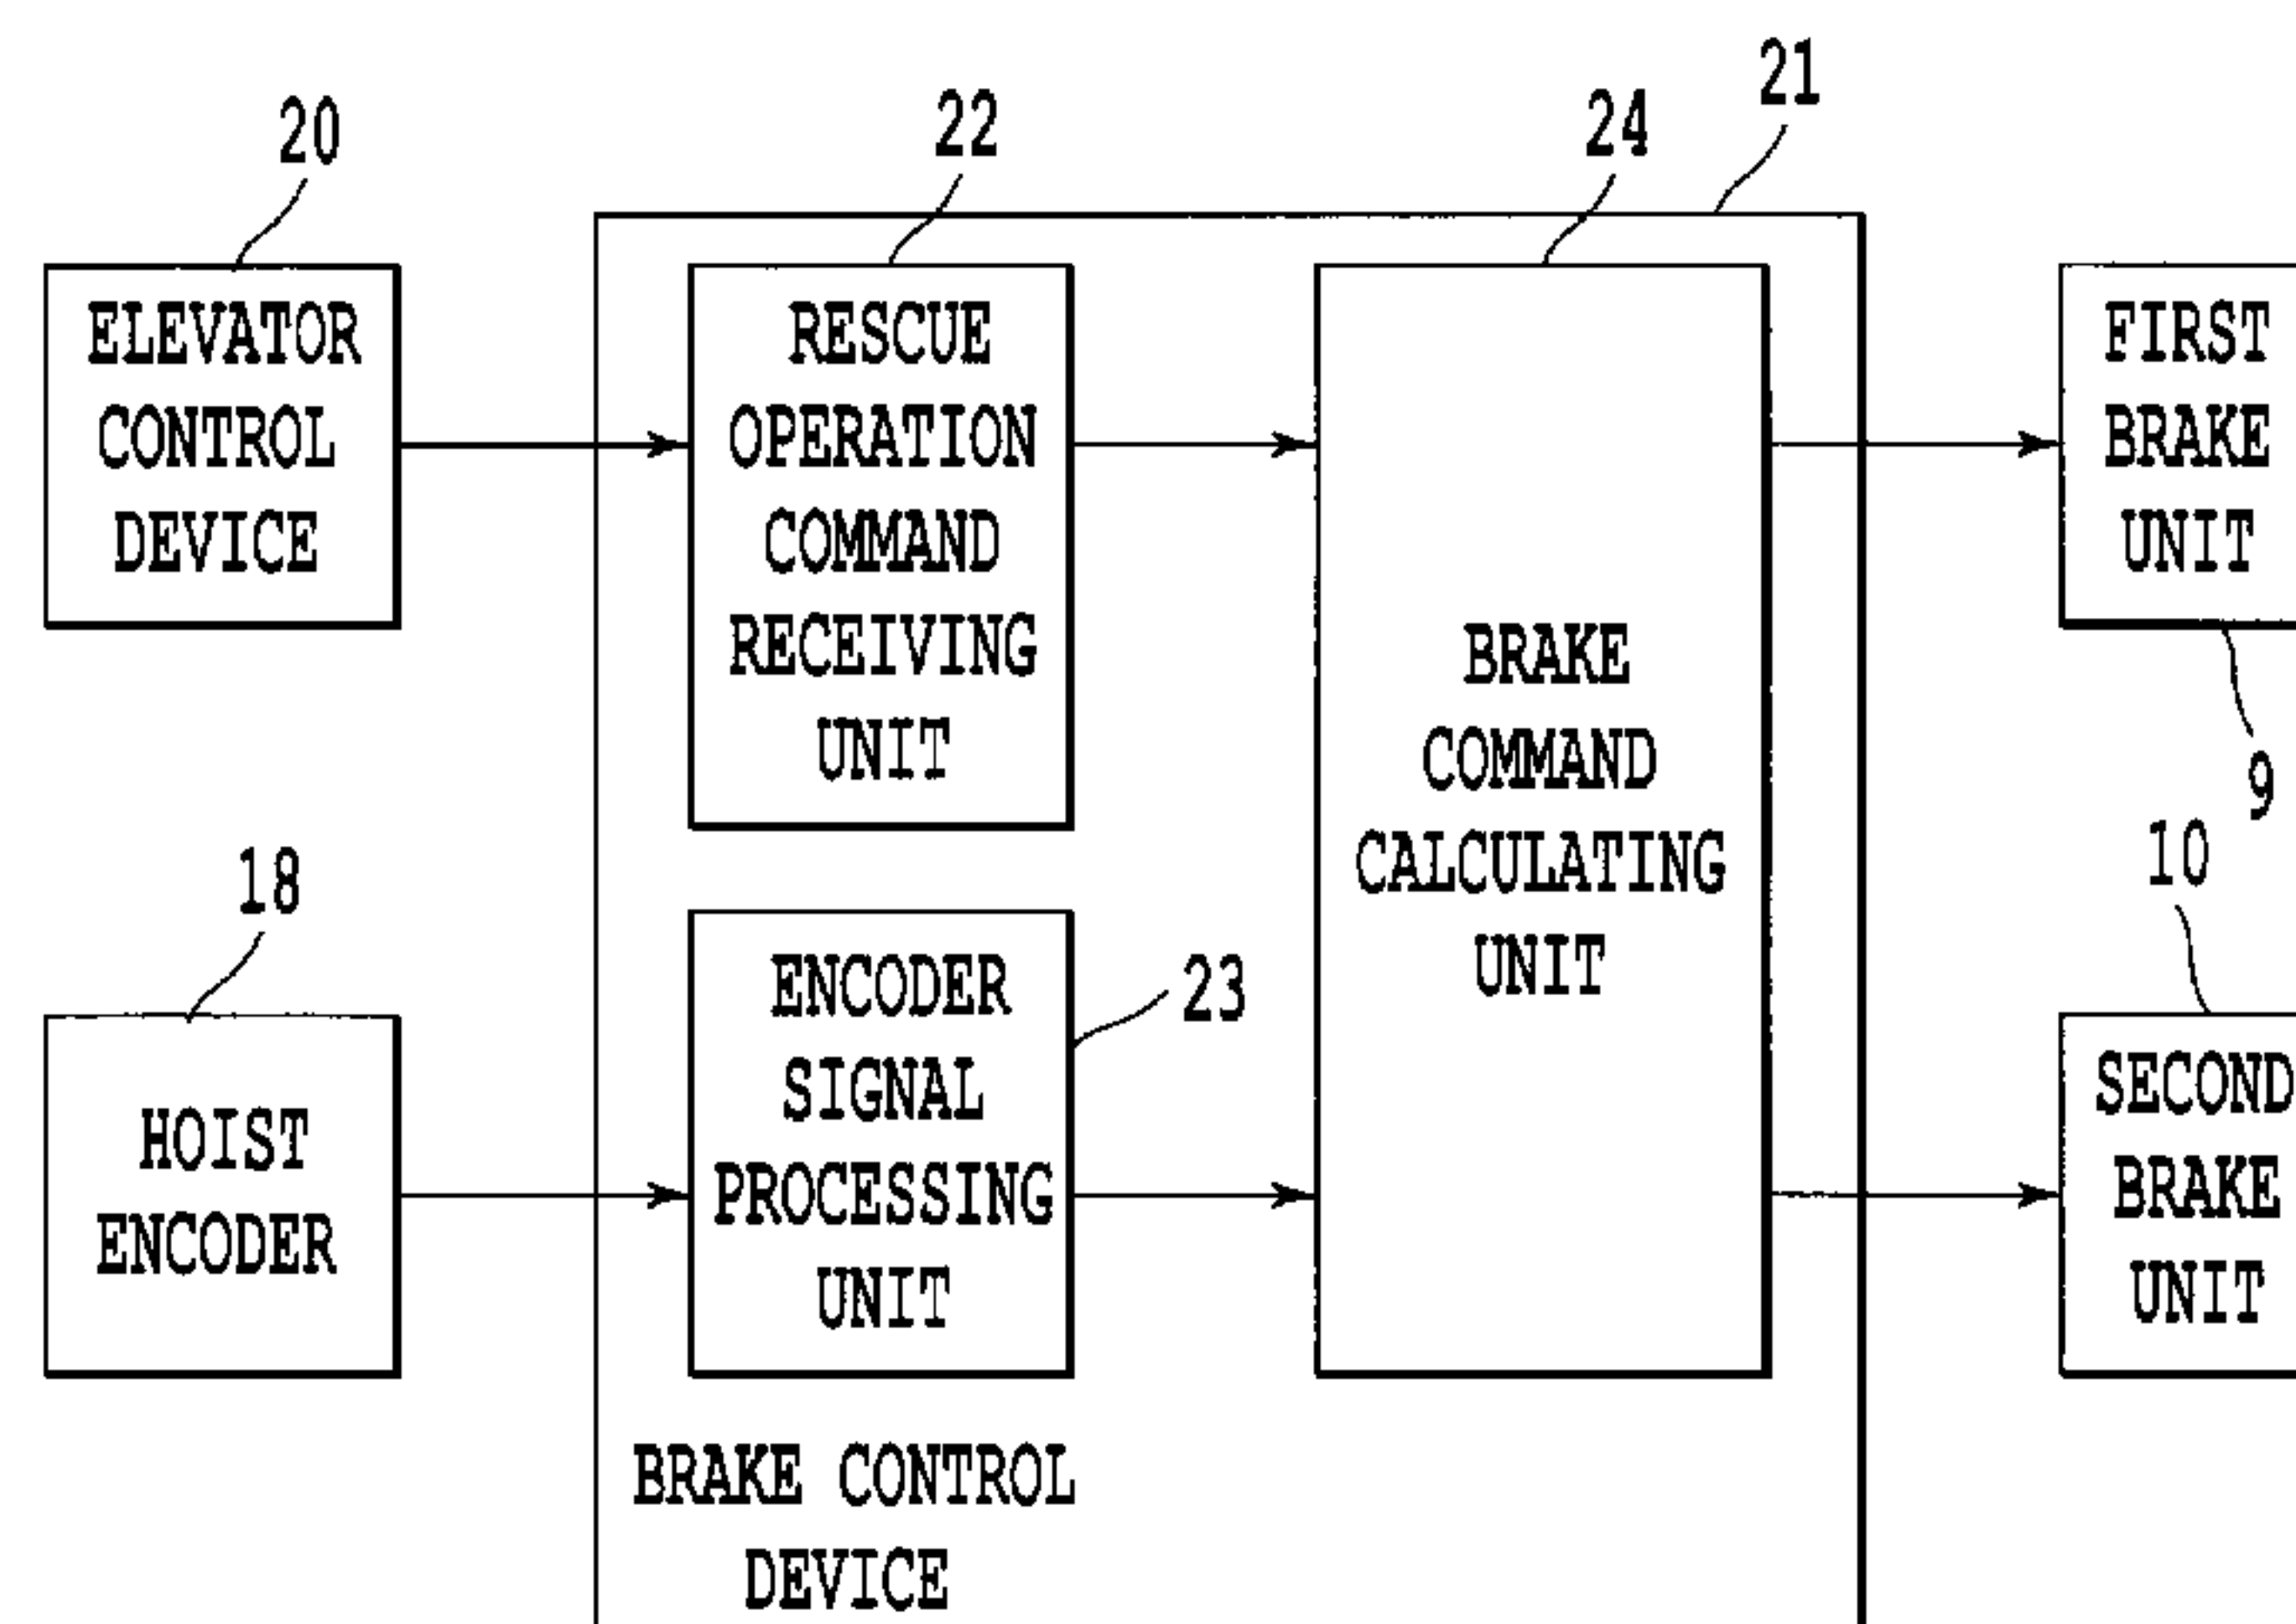 21
20
22
24
ELEVATOR
CONTROL
DEVICE
RESCUE
OPERATION
COMMAND
RECEIVING
UNIT
BRAKE
COMMAND
CALCULATING
UNIT
FIRST
BRAKE
UNIT
9
18
HOIST
ENCODER
ENCODER
SIGNAL
PROCESSING
UNIT
23
10
SECOND
BRAKE
UNIT
BRAKE CONTROL
DEVICE